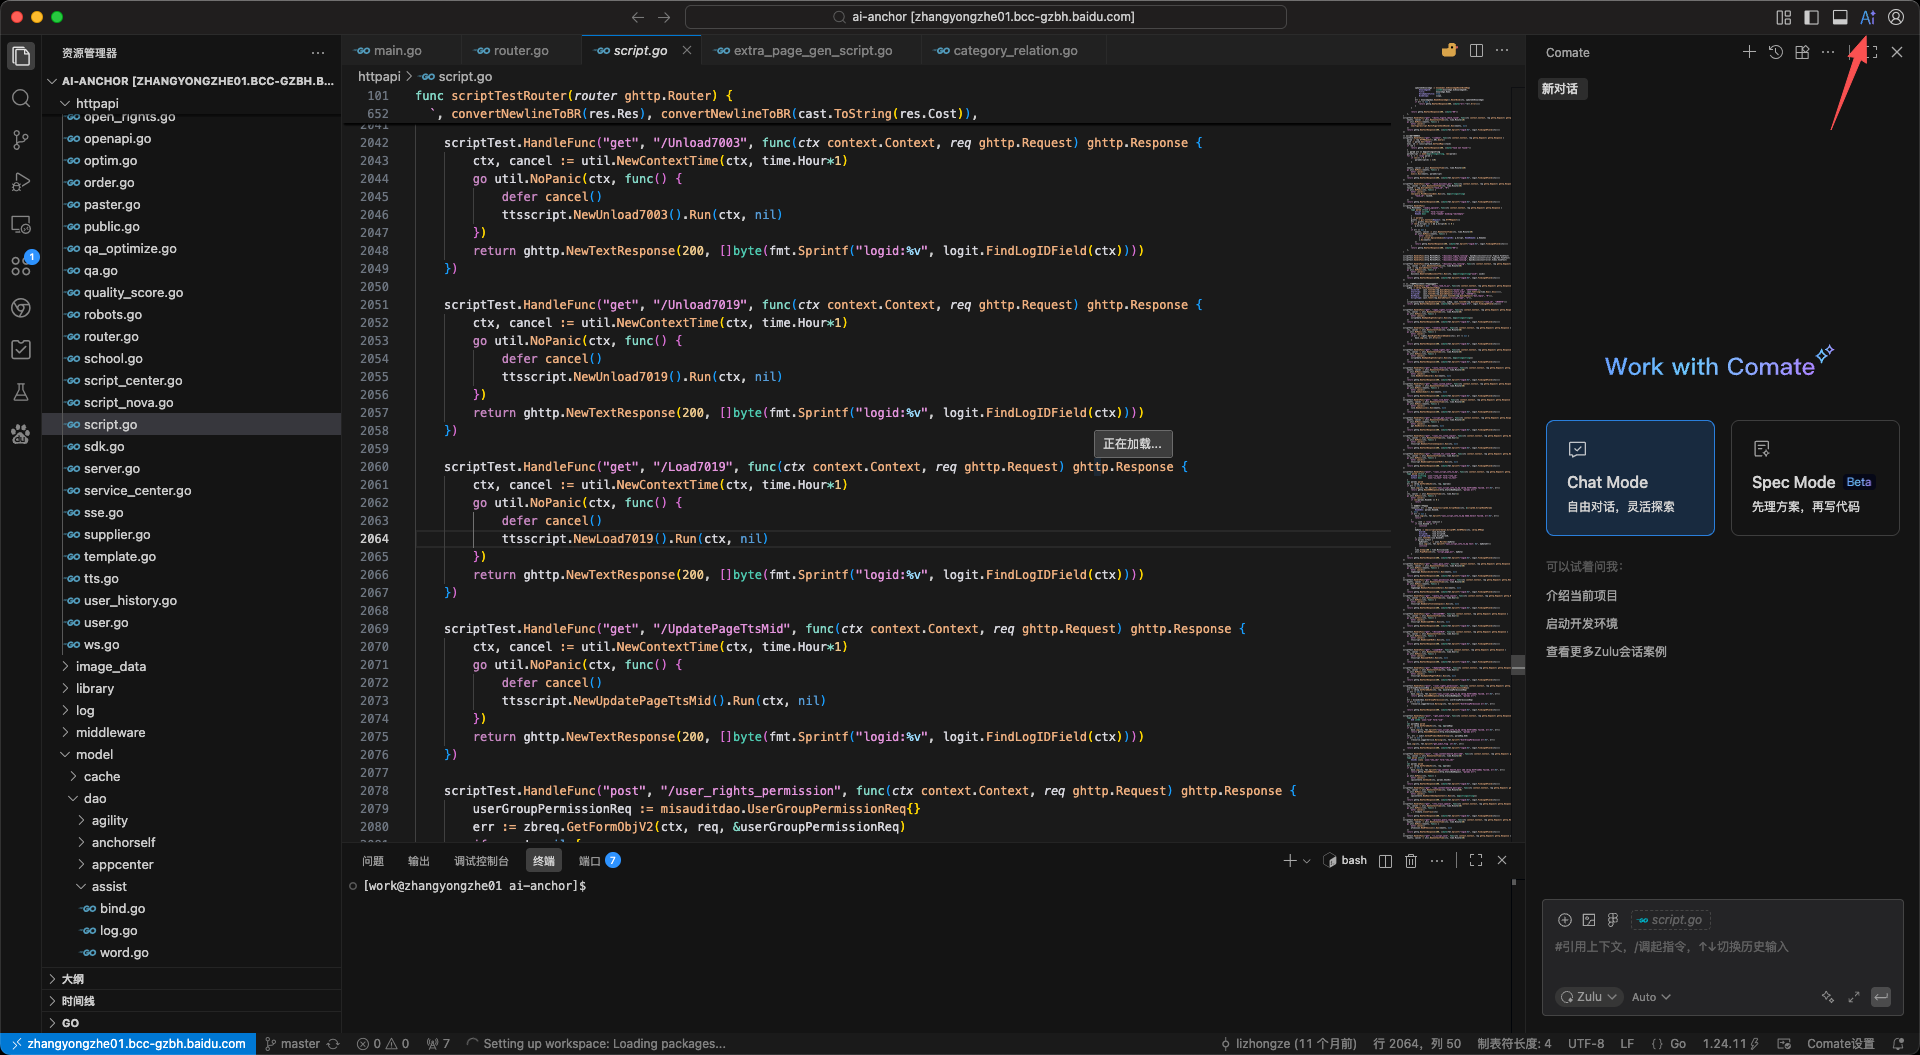 ai-anchor [zhangyongzhe01.bcc-gzbh.baidu.com]
资源管理器
AI-ANCHOR [ZHANGYONGZHE01.BCC-GZBH.B...
httpapi
open_rights.go
openapi.go
optim.go
order.go
paster.go
public.go
qa_optimize.go
qa.go
quality_score.go
robots.go
router.go
school.go
script_center.go
script_nova.go
script.go
sdk.go
server.go
service_center.go
sse.go
supplier.go
template.go
tts.go
user_history.go
user.go
ws.go
image_data
library
log
middleware
model
cache
dao
agility
anchorself
appcenter
assist
bind.go
log.go
word.go
大纲
时间线
GO
1
main.go
router.go
script.go
extra_page_gen_script.go
category_relation.go
httpapi > script.go
101 func scriptTestRouter(router ghttp.Router) {
652 `, convertNewlineToBR(res.Res), convertNewlineToBR(cast.ToString(res.Cost)),
2041
2042 scriptTest.HandleFunc("get", "/Unload7003", func(ctx context.Context, req ghttp.Request) ghttp.Response {
2043 ctx, cancel := util.NewContextTime(ctx, time.Hour*1)
2044 go util.NoPanic(ctx, func() {
2045 defer cancel()
2046 ttsscript.NewUnload7003().Run(ctx, nil)
2047 })
2048 return ghttp.NewTextResponse(200, []byte(fmt.Sprintf("logid:%v", logit.FindLogIDField(ctx))))
2049 })
2050
2051 scriptTest.HandleFunc("get", "/Unload7019", func(ctx context.Context, req ghttp.Request) ghttp.Response {
2052 ctx, cancel := util.NewContextTime(ctx, time.Hour*1)
2053 go util.NoPanic(ctx, func() {
2054 defer cancel()
2055 ttsscript.NewUnload7019().Run(ctx, nil)
2056 })
2057 return ghttp.NewTextResponse(200, []byte(fmt.Sprintf("logid:%v", logit.FindLogIDField(ctx))))
2058 })
2059
正在加载...
2060 scriptTest.HandleFunc("get", "/Load7019", func(ctx context.Context, req ghttp.Request) ghttp.Response {
2061 ctx, cancel := util.NewContextTime(ctx, time.Hour*1)
2062 go util.NoPanic(ctx, func() {
2063 defer cancel()
2064 ttsscript.NewLoad7019().Run(ctx, nil)
2065 })
2066 return ghttp.NewTextResponse(200, []byte(fmt.Sprintf("logid:%v", logit.FindLogIDField(ctx))))
2067 })
2068
2069 scriptTest.HandleFunc("get", "/UpdatePageTtsMid", func(ctx context.Context, req ghttp.Request) ghttp.Response {
2070 ctx, cancel := util.NewContextTime(ctx, time.Hour*1)
2071 go util.NoPanic(ctx, func() {
2072 defer cancel()
2073 ttsscript.NewUpdatePageTtsMid().Run(ctx, nil)
2074 })
2075 return ghttp.NewTextResponse(200, []byte(fmt.Sprintf("logid:%v", logit.FindLogIDField(ctx))))
2076 })
2077
2078 scriptTest.HandleFunc("post", "/user_rights_permission", func(ctx context.Context, req ghttp.Request) ghttp.Response {
2079 userGroupPermissionReq := misauditdao.UserGroupPermissionReq{}
2080 err := zbreq.GetFormObjV2(ctx, req, &userGroupPermissionReq)
问题 输出 调试控制台 终端 端口 7
bash
[work@zhangyongzhe01 ai-anchor]$
Comate
新对话
Work with Comate
Chat Mode
自由对话，灵活探索
Spec Mode Beta
先理方案，再写代码
可以试着问我：
介绍当前项目
启动开发环境
查看更多Zulu会话案例
script.go
#引用上下文，/调起指令，↑↓切换历史输入
Zulu Auto
zhangyongzhe01.bcc-gzbh.baidu.com master 0 0 7 Setting up workspace: Loading packages... lizhongze (11 个月前) 行 2064，列 50 制表符长度: 4 UTF-8 LF {} Go 1.24.11 Comate设置